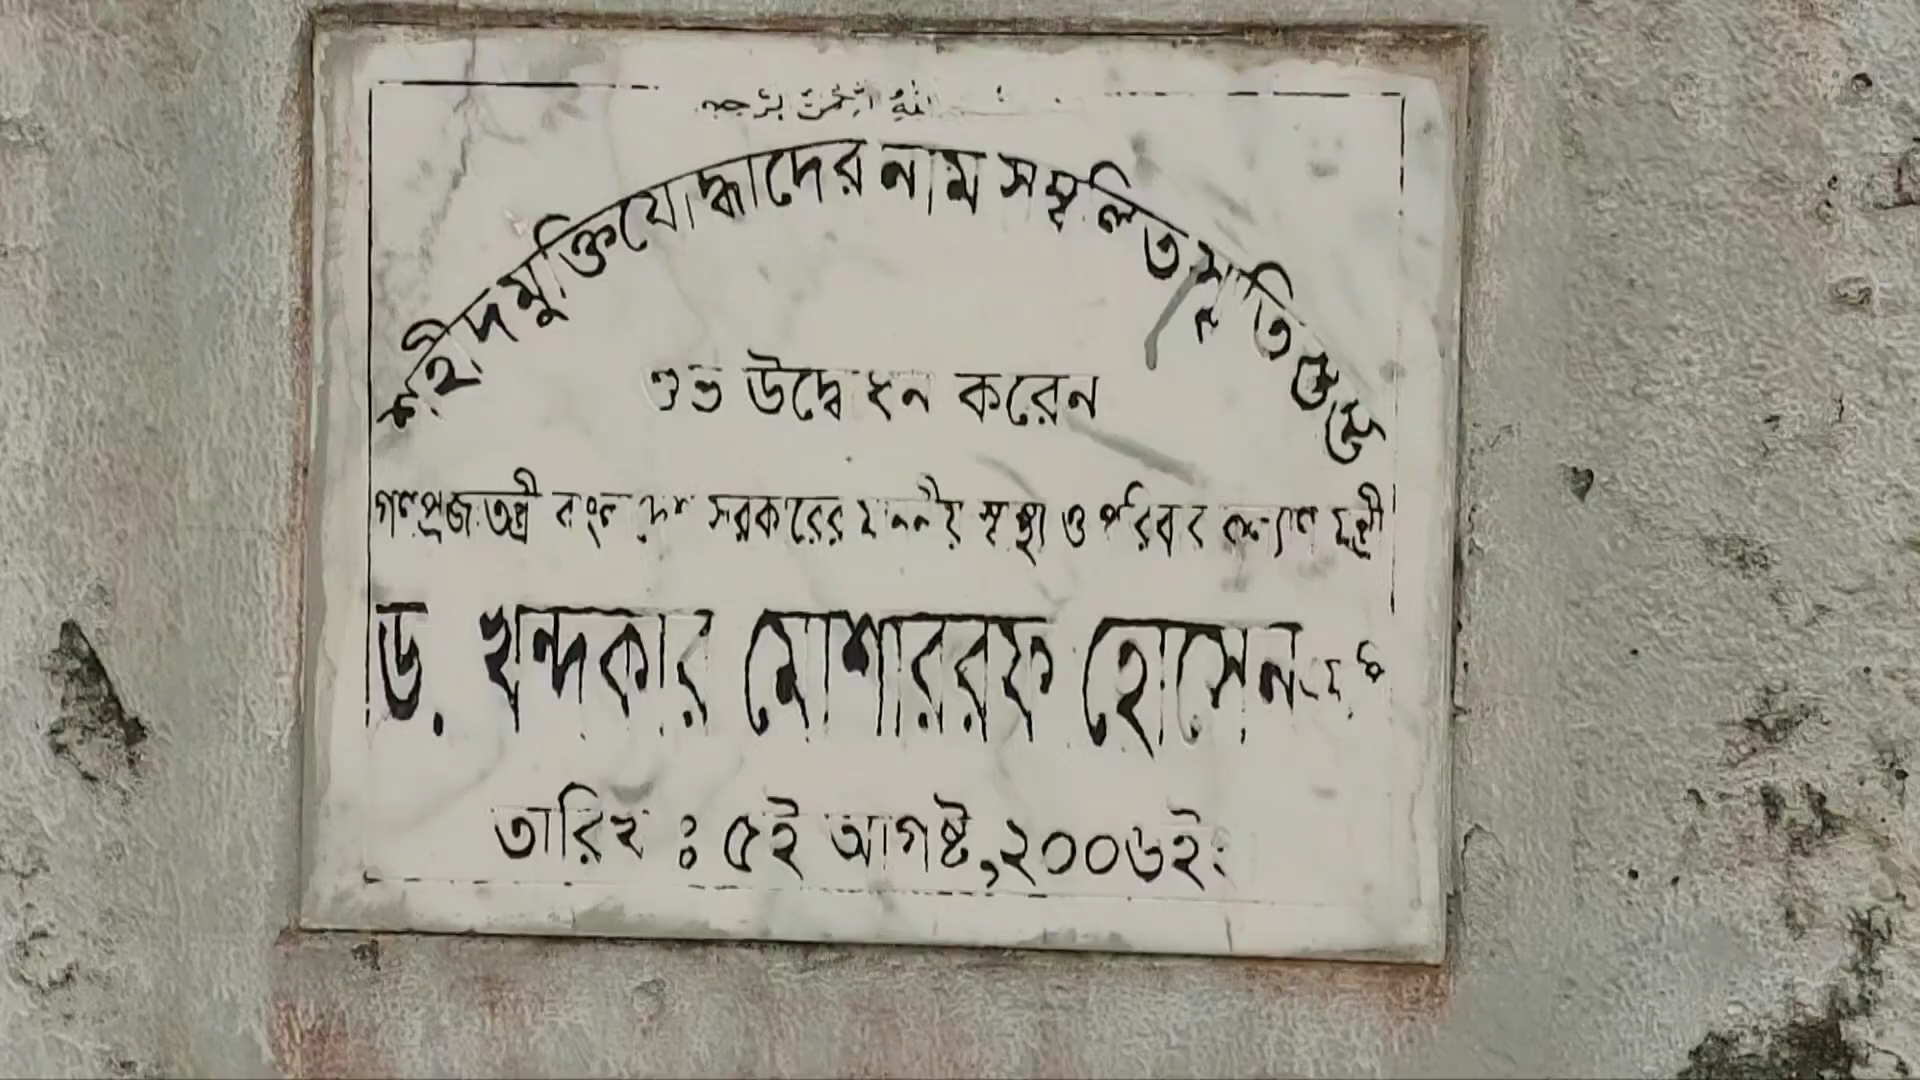 শহীদ মুক্তিযোদ্ধাদের নাম সম্বলিত স্মৃতিস্তম্ভ
শুভ উদ্বোধন করেন
গণপ্রজাতন্ত্রী বাংলাদেশ সরকারের মাননীয় স্বাস্থ্য ও পরিবার কল্যাণ মন্ত্রী
ড. খন্দকার মোশাররফ হোসেন
তারিখ : ৫ই আগষ্ট, ২০০৬ইং